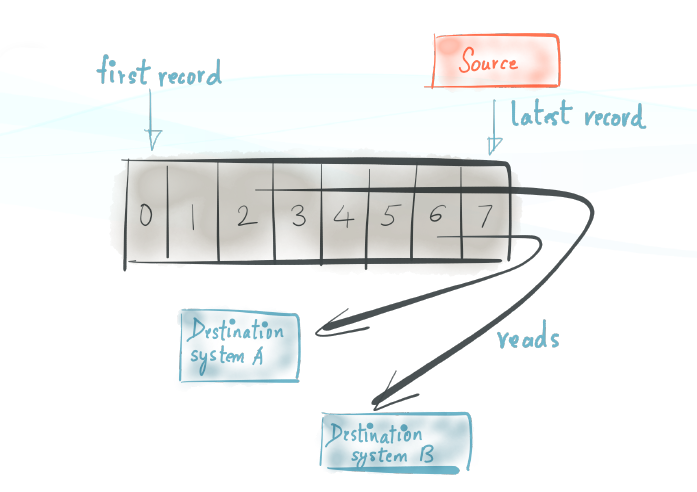 Source
first record
latest record
0 1 2 3 4 5 6 7
Destination
system A
reads
Destination
system B